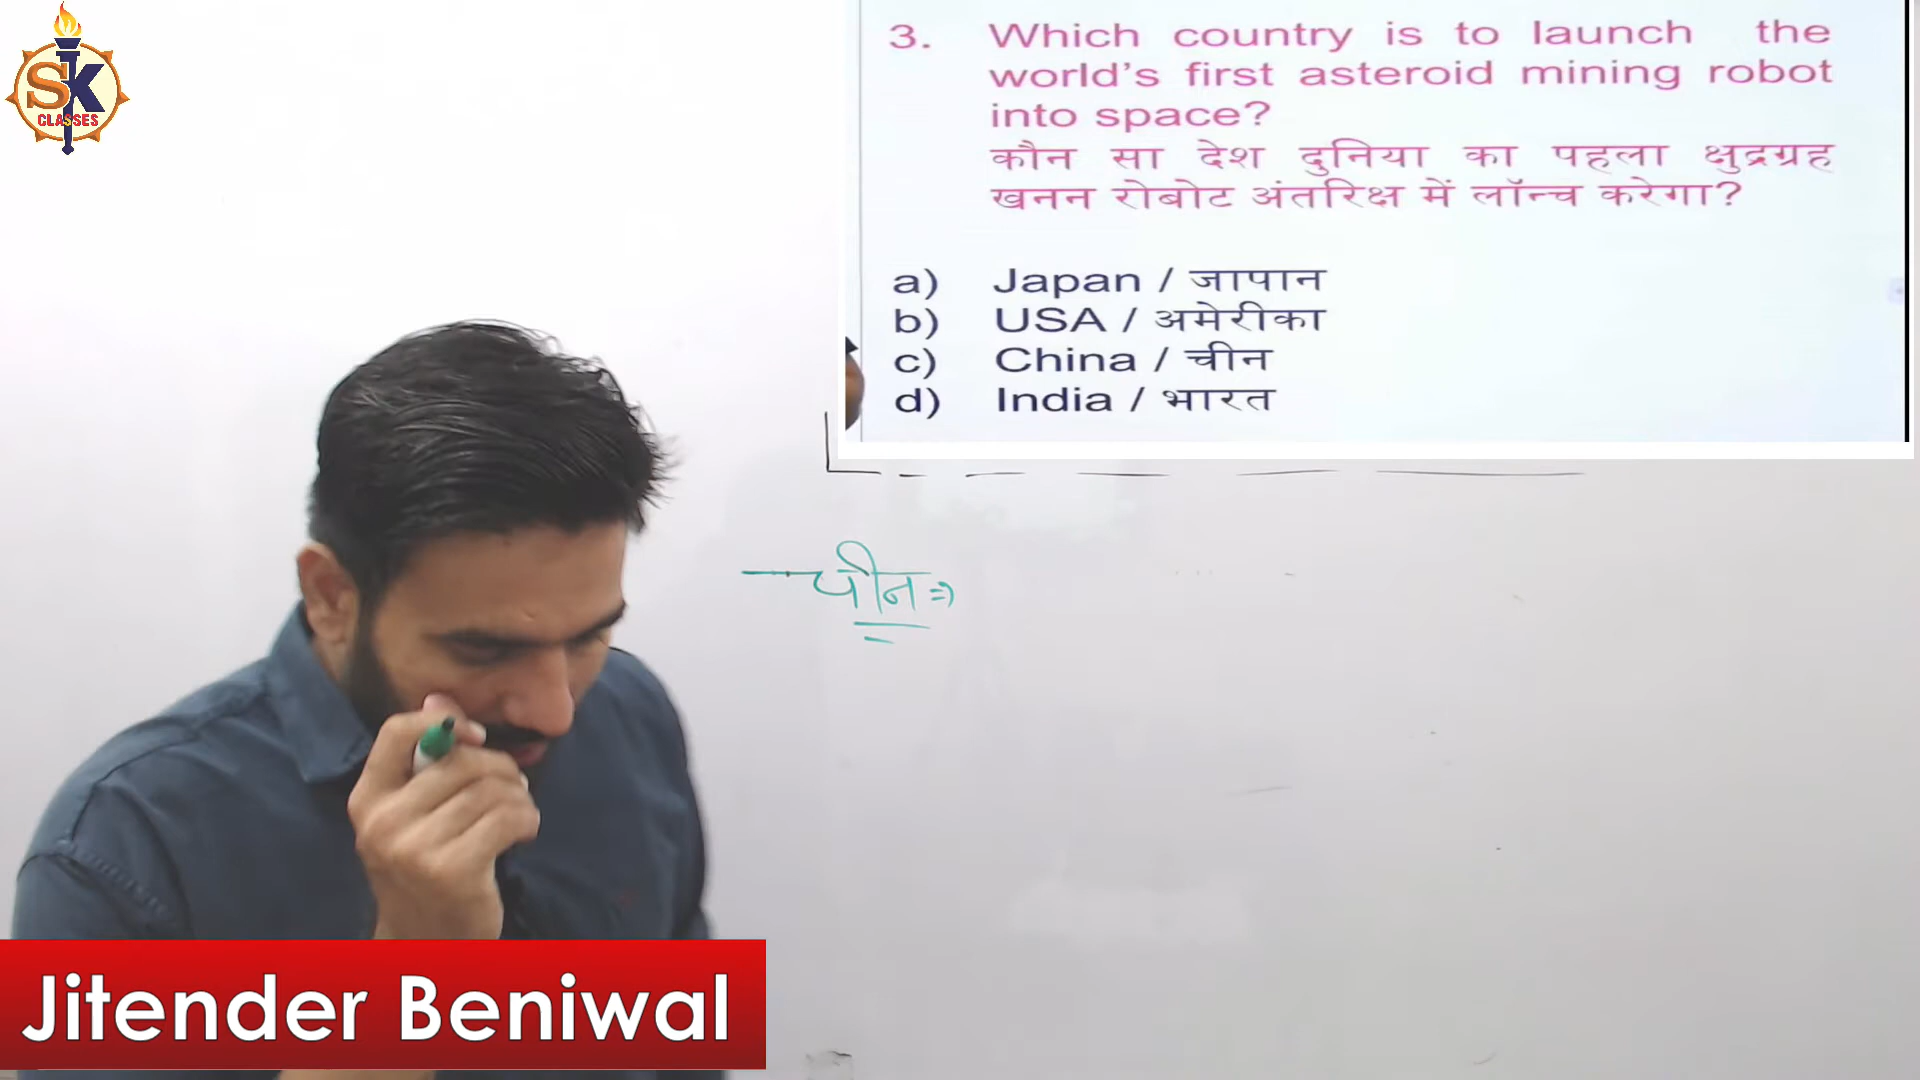 SK
CLASSES
3. Which country is to launch the
world's first asteroid mining robot
into space?
कौन सा देश दुनिया का पहला क्षुद्रग्रह
खनन रोबोट अंतरिक्ष में लॉन्च करेगा?
a) Japan / जापान
b) USA / अमेरीका
c) China / चीन
d) India / भारत
चीन ⇒
Jitender Beniwal